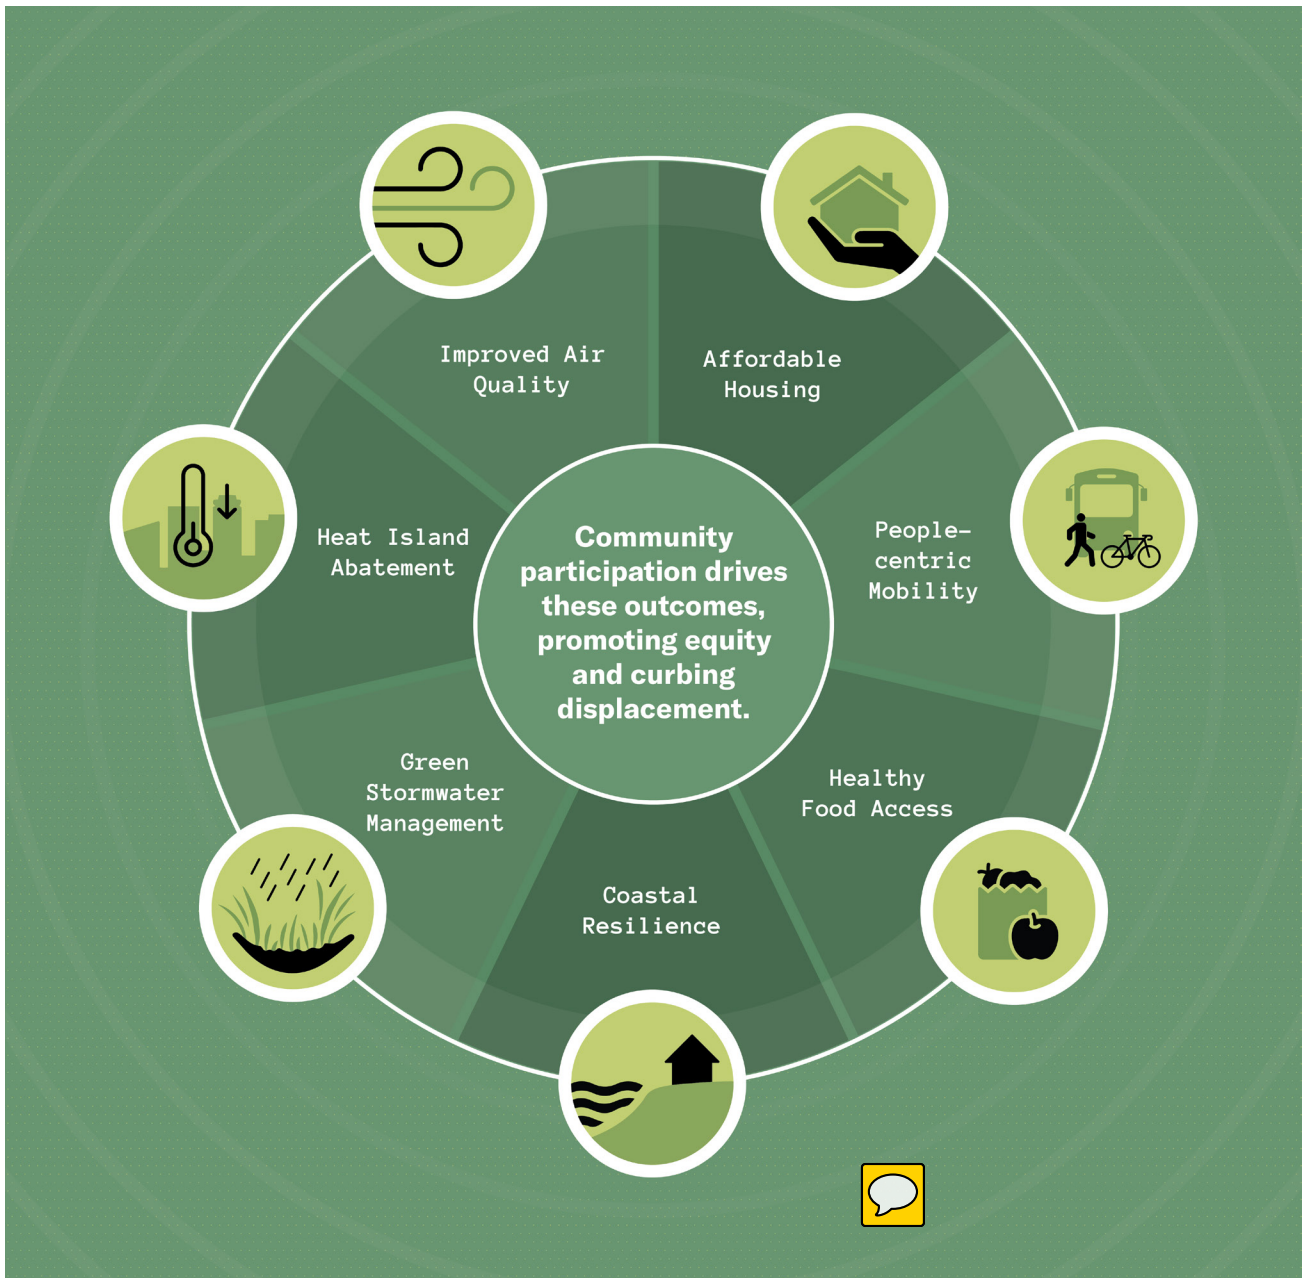 Improved Air
Quality
Affordable
Housing
Heat Island
Abatement
Community
participation drives
these outcomes,
promoting equity
and curbing
displacement.
People-
centric
Mobility
Green
Stormwater
Management
Healthy
Food Access
Coastal
Resilience